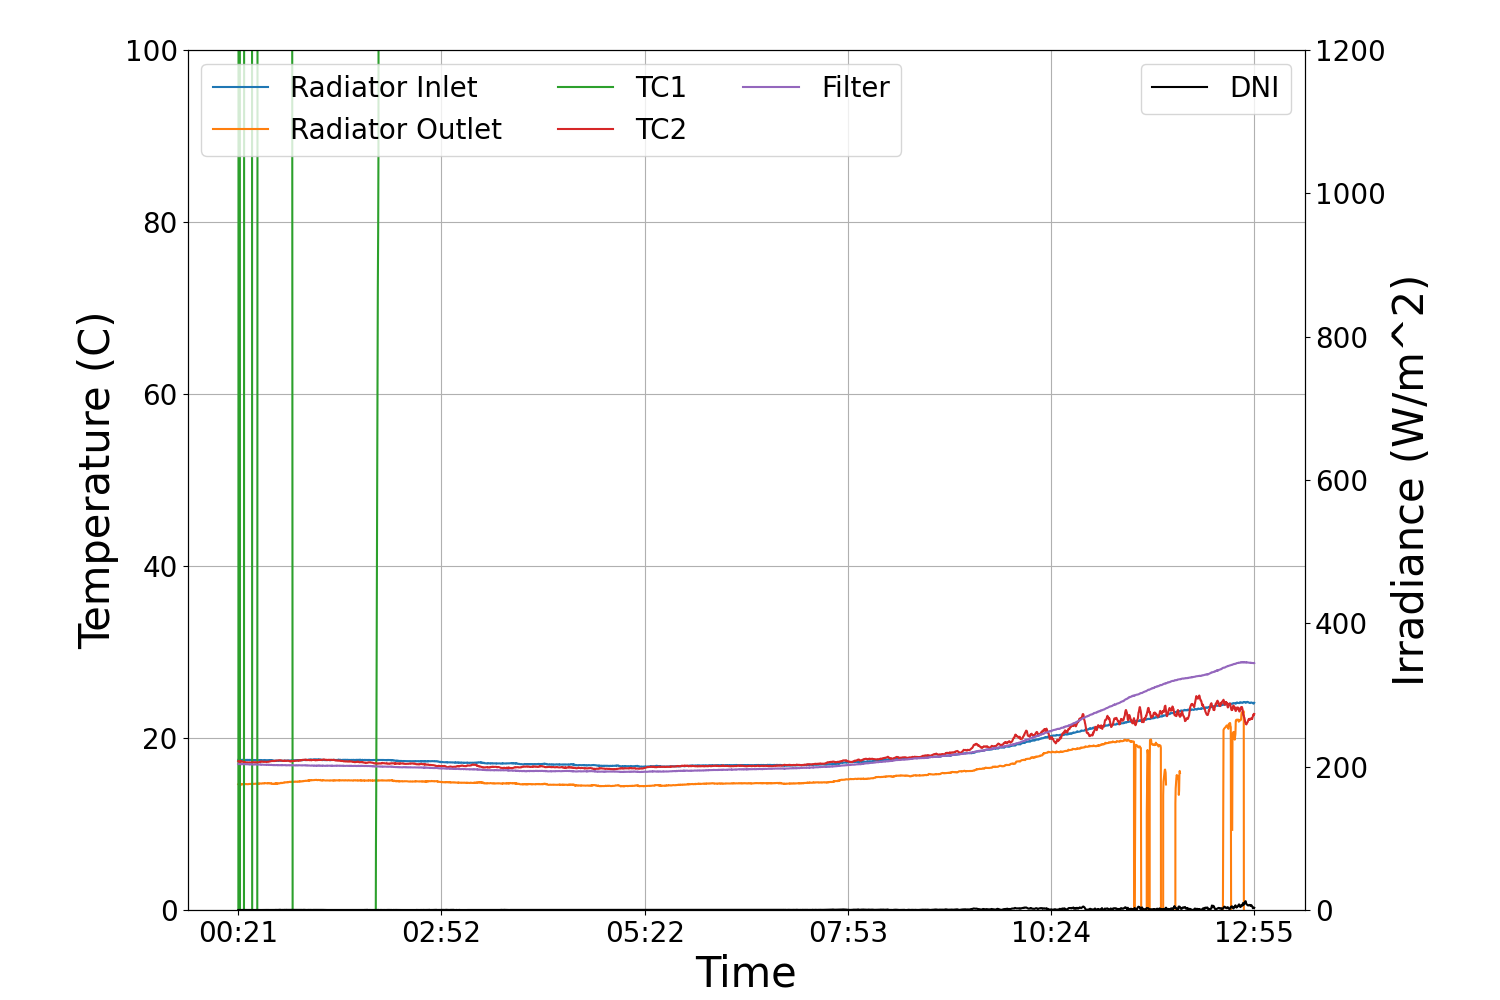 100
80
60
40
20
0
Temperature (C)
Radiator Inlet
Radiator Outlet
TC1
TC2
Filter
DNI
1200
1000
800
600
400
200
0
Irradiance (W/m^2)
00:21 02:52 05:22 07:53 10:24 12:55
Time